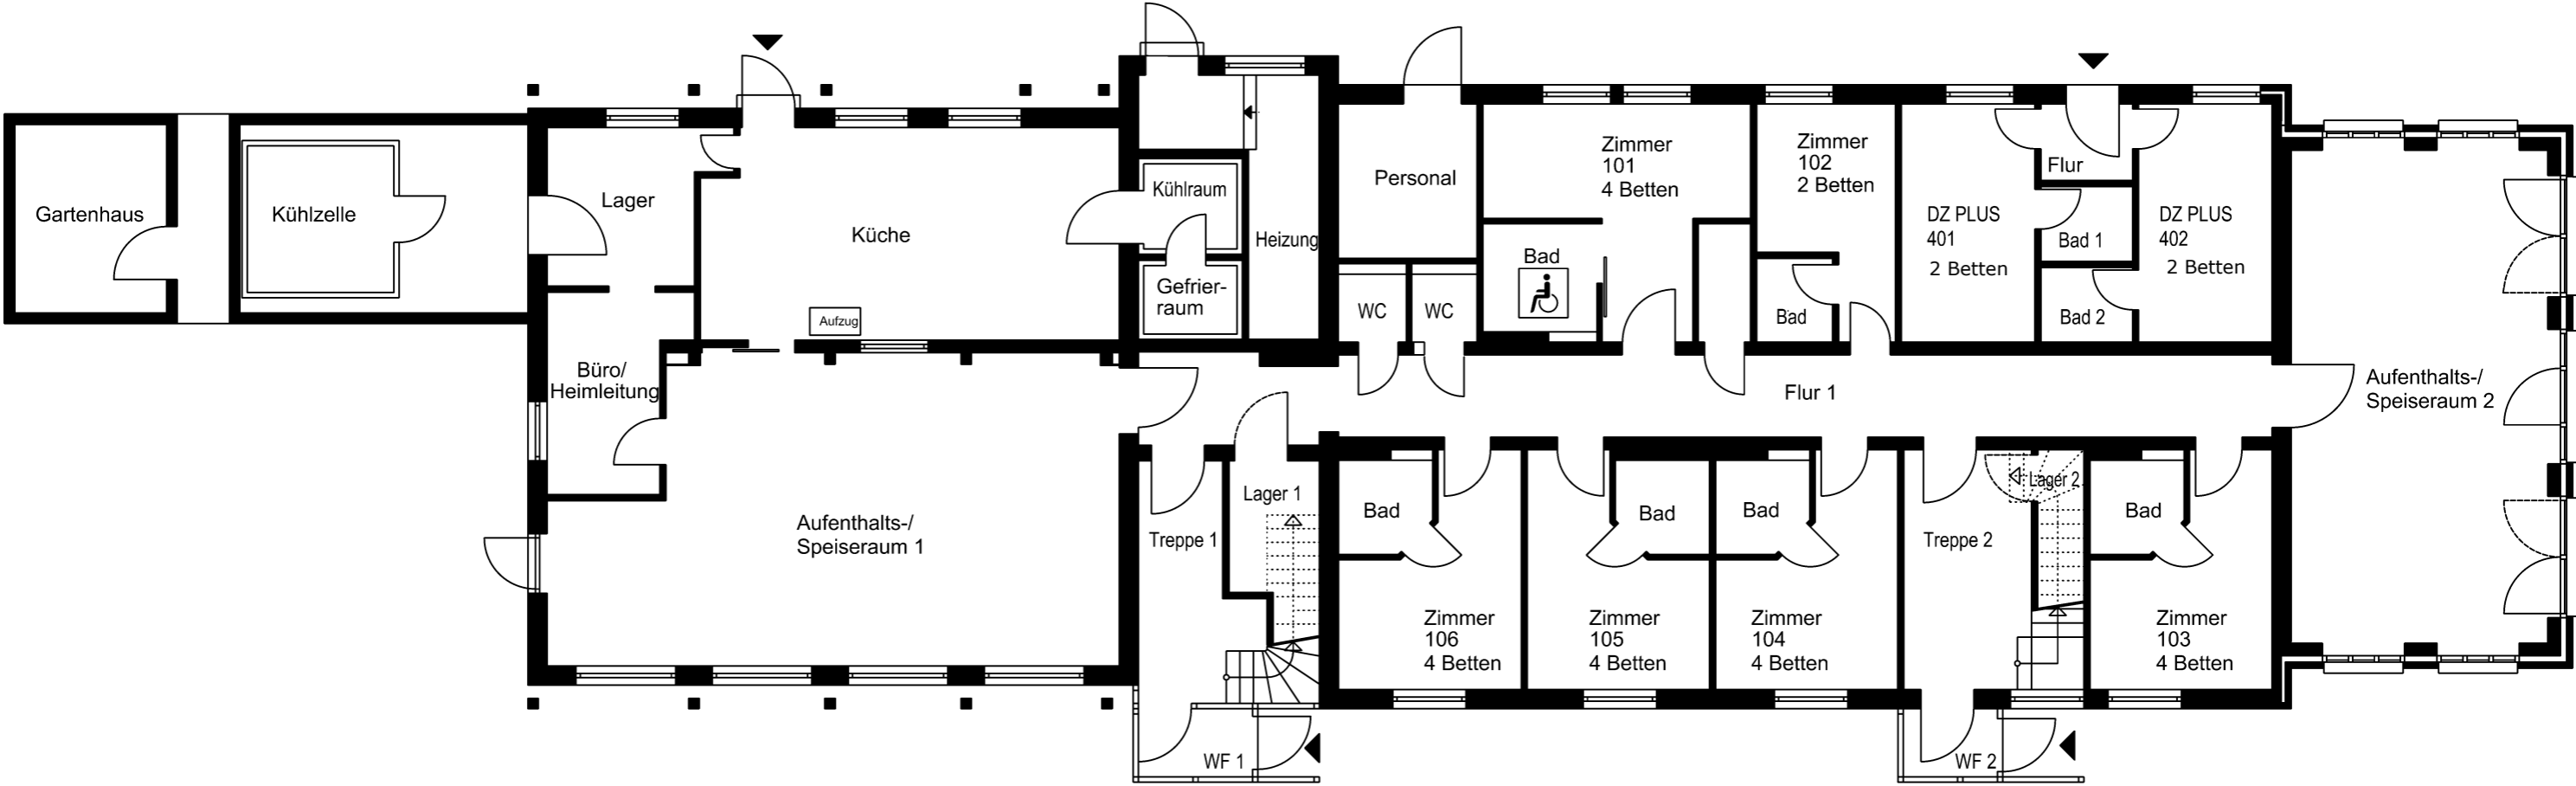 Gartenhaus
Kühlzelle
Lager
Küche
Aufzug
Büro/
Heimleitung
Aufenthalts-/
Speiseraum 1
Kühlraum
Gefrier-
raum
Heizung
Personal
WC
WC
Zimmer
101
4 Betten
Bad
Zimmer
102
2 Betten
Bad
DZ PLUS
401
2 Betten
Flur
Bad 1
Bad 2
DZ PLUS
402
2 Betten
Flur 1
Aufenthalts-/
Speiseraum 2
Treppe 1
Lager 1
WF 1
Bad
Zimmer
106
4 Betten
Bad
Zimmer
105
4 Betten
Bad
Zimmer
104
4 Betten
Treppe 2
Lager 2
WF 2
Bad
Zimmer
103
4 Betten